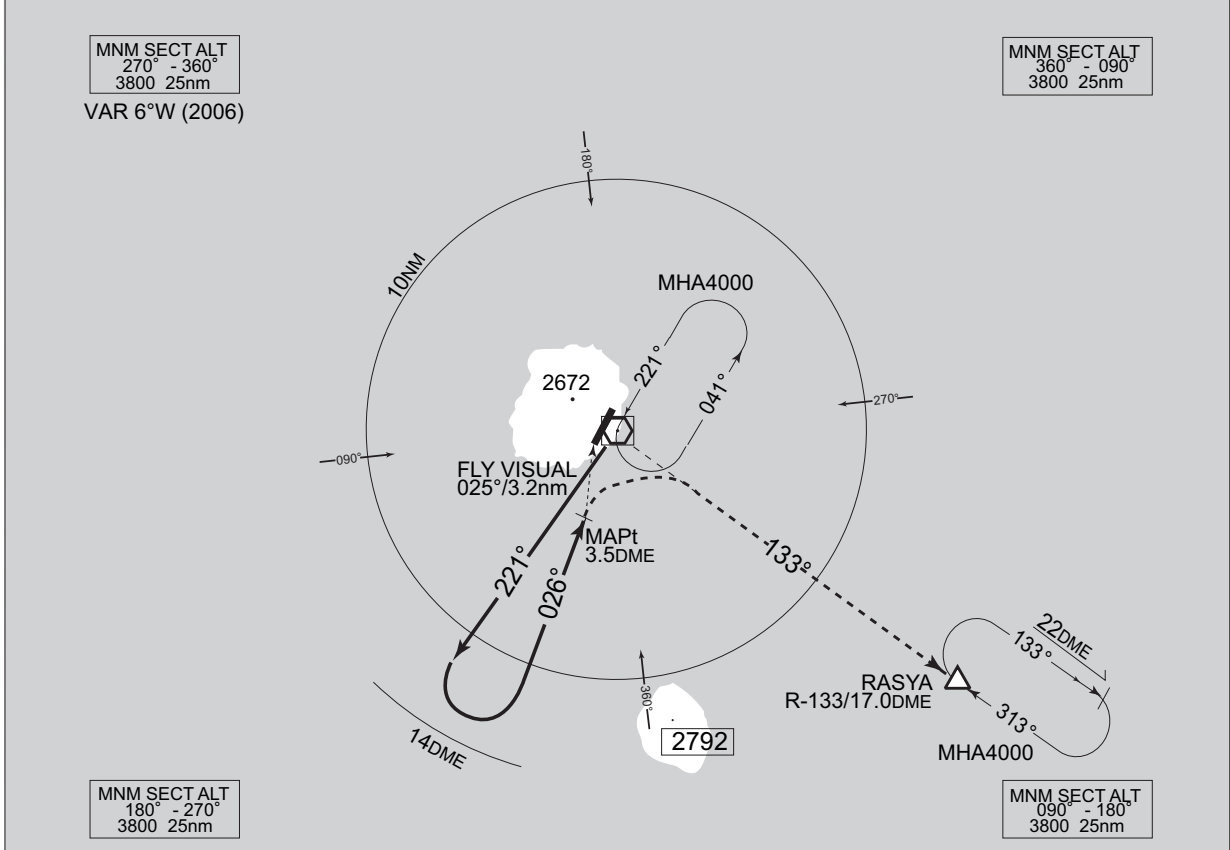 MNM SECT ALT
270° - 360°
3800 25nm
VAR 6°W (2006)
MNM SECT ALT
360° - 090°
3800 25nm
180°
10NM
MHA4000
221°
041°
2672
270°
090°
FLY VISUAL
025°/3.2nm
MAPt
3.5DME
221°
026°
133°
360°
22DME
133°
RASYA
R-133/17.0DME
313°
MHA4000
2792
14DME
MNM SECT ALT
180° - 270°
3800 25nm
MNM SECT ALT
090° - 180°
3800 25nm